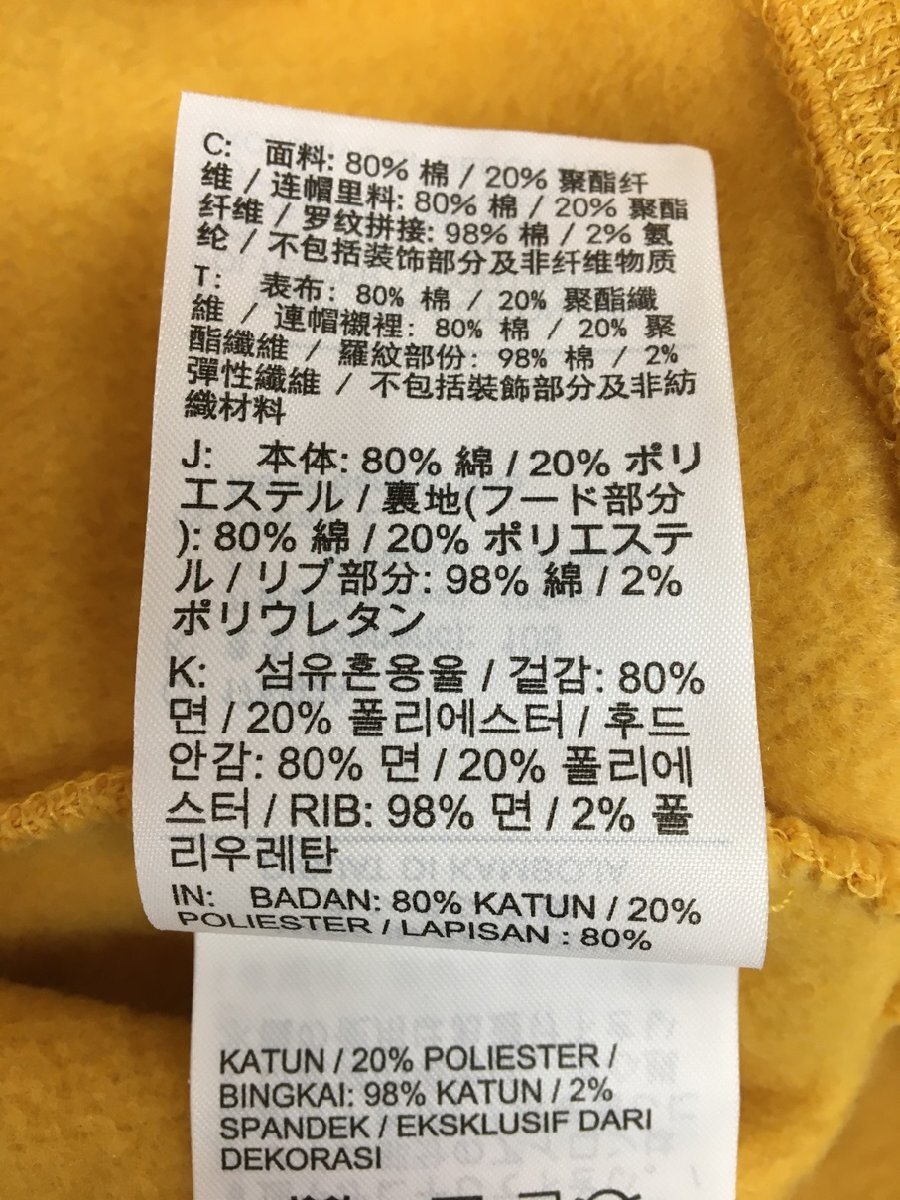 C: 面料: 80% 棉 / 20% 聚酯纤
维 / 连帽里料: 80% 棉 / 20% 聚酯
纤维 / 罗纹拼接: 98% 棉 / 2% 氨
纶 / 不包括装饰部分及非纤维物质
T: 表布: 80% 棉 / 20% 聚酯纖
維 / 連帽襯裡: 80% 棉 / 20% 聚
酯纖維 / 羅紋部份: 98% 棉 / 2%
彈性纖維 / 不包括裝飾部分及非紡
織材料
J: 本体: 80% 綿 / 20% ポリ
エステル / 裏地(フード部分
): 80% 綿 / 20% ポリエステ
ル / リブ部分: 98% 綿 / 2%
ポリウレタン
K: 섬유혼용율 / 겉감: 80%
면 / 20% 폴리에스터 / 후드
안감: 80% 면 / 20% 폴리에
스터 / RIB: 98% 면 / 2% 폴
리우레탄
IN: BADAN: 80% KATUN / 20%
POLIESTER / LAPISAN : 80%
KATUN / 20% POLIESTER /
BINGKAI: 98% KATUN / 2%
SPANDEK / EKSKLUSIF DARI
DEKORASI